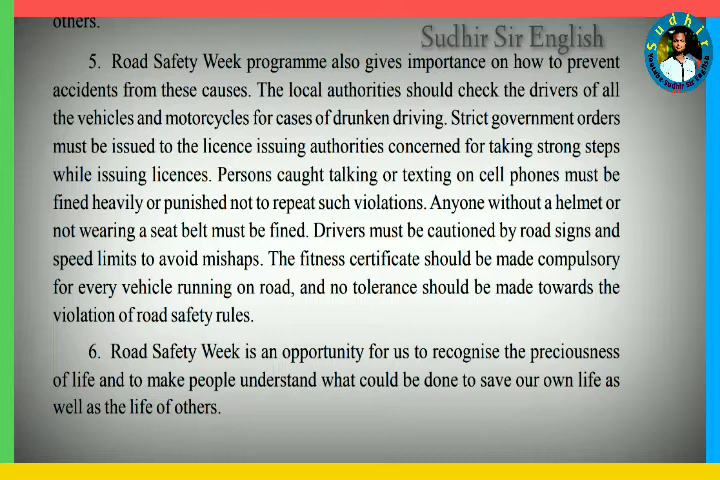 others.
Sudhir Sir English
Sudhir
Youtube Sudhir Sir English
5. Road Safety Week programme also gives importance on how to prevent
accidents from these causes. The local authorities should check the drivers of all
the vehicles and motorcycles for cases of drunken driving. Strict government orders
must be issued to the licence issuing authorities concerned for taking strong steps
while issuing licences. Persons caught talking or texting on cell phones must be
fined heavily or punished not to repeat such violations. Anyone without a helmet or
not wearing a seat belt must be fined. Drivers must be cautioned by road signs and
speed limits to avoid mishaps. The fitness certificate should be made compulsory
for every vehicle running on road, and no tolerance should be made towards the
violation of road safety rules.
6. Road Safety Week is an opportunity for us to recognise the preciousness
of life and to make people understand what could be done to save our own life as
well as the life of others.